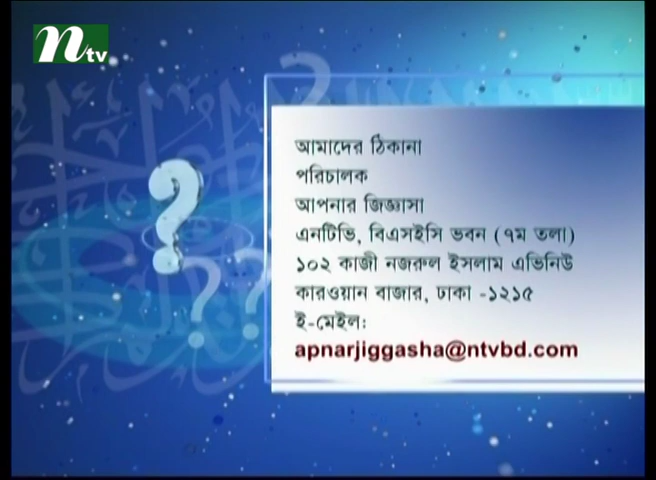 ntv
আমাদের ঠিকানা
পরিচালক
আপনার জিজ্ঞাসা
এনটিভি, বিএসইসি ভবন (৭ম তলা)
১০২ কাজী নজরুল ইসলাম এভিনিউ
কারওয়ান বাজার, ঢাকা -১২১৫
ই-মেইল:
apnarjiggasha@ntvbd.com